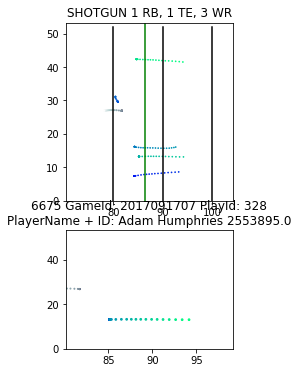 SHOTGUN 1 RB, 1 TE, 3 WR
50
40
30
20
10
0
80 90 100
6675 GameId: 2017091707 PlayId: 328
PlayerName + ID: Adam Humphries 2553895.0
40
20
0
85 90 95